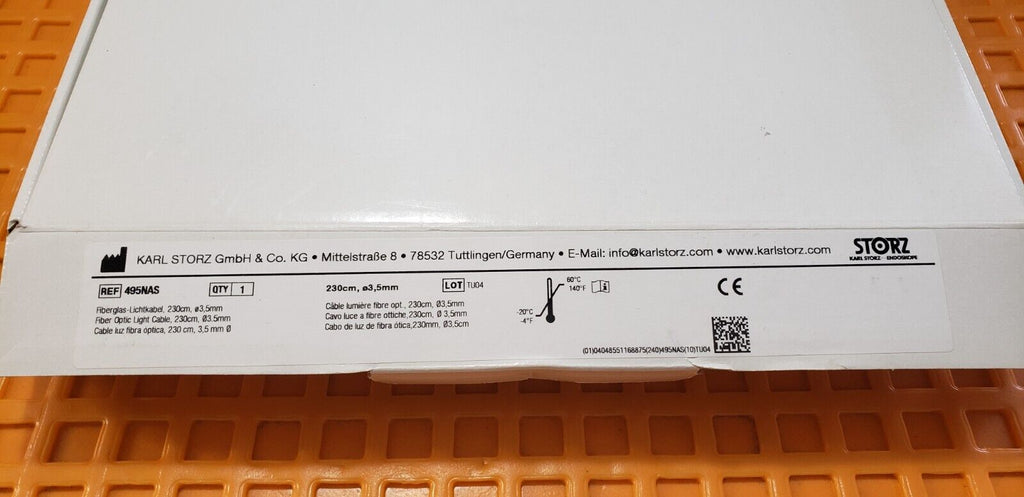 KARL STORZ GmbH & Co. KG • Mittelstraße 8 • 78532 Tuttlingen/Germany • E-Mail: info@karlstorz.com • www.karlstorz.com
STORZ
KARL STORZ - ENDOSKOPE
REF 495NAS QTY 1 230cm, ø3,5mm LOT TU04
Fiberglas-Lichtkabel, 230cm, ø3,5mm
Fiber Optic Light Cable, 230cm, Ø3.5mm
Cable luz fibra óptica, 230 cm, 3,5 mm Ø
Câble lumière fibre opt., 230cm, Ø3.5mm
Cavo luce a fibre ottiche,230cm, Ø 3,5mm
Cabo de luz de fibra ótica,230mm, Ø3,5cm
60°C
140°F
-20°C
-4°F
CE
(01)04048551168875(240)495NAS(10)TU04